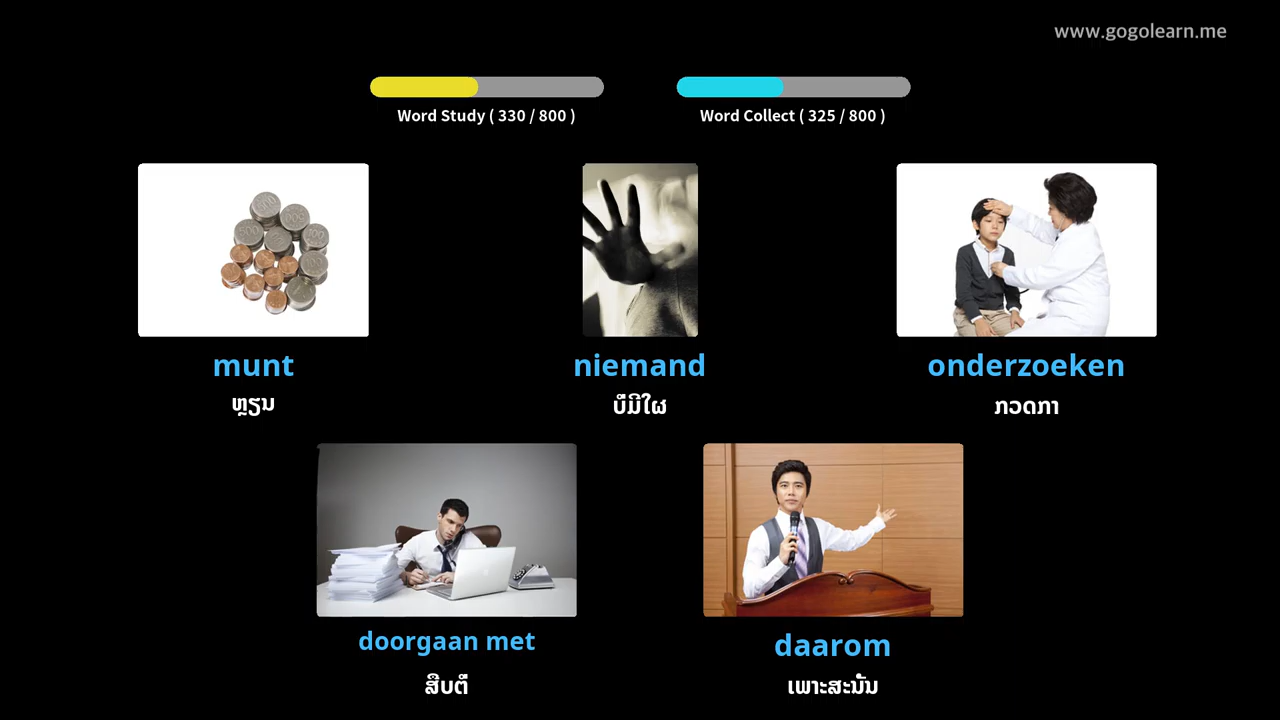 www.gogolearn.me
Word Study ( 330 / 800 )
Word Collect ( 325 / 800 )
munt
niemand
onderzoeken
ຫຼຽນ
ບໍ່ມີໃຜ
ກວດກາ
doorgaan met
daarom
ສືບຕໍ່
ເພາະສະນັ້ນ